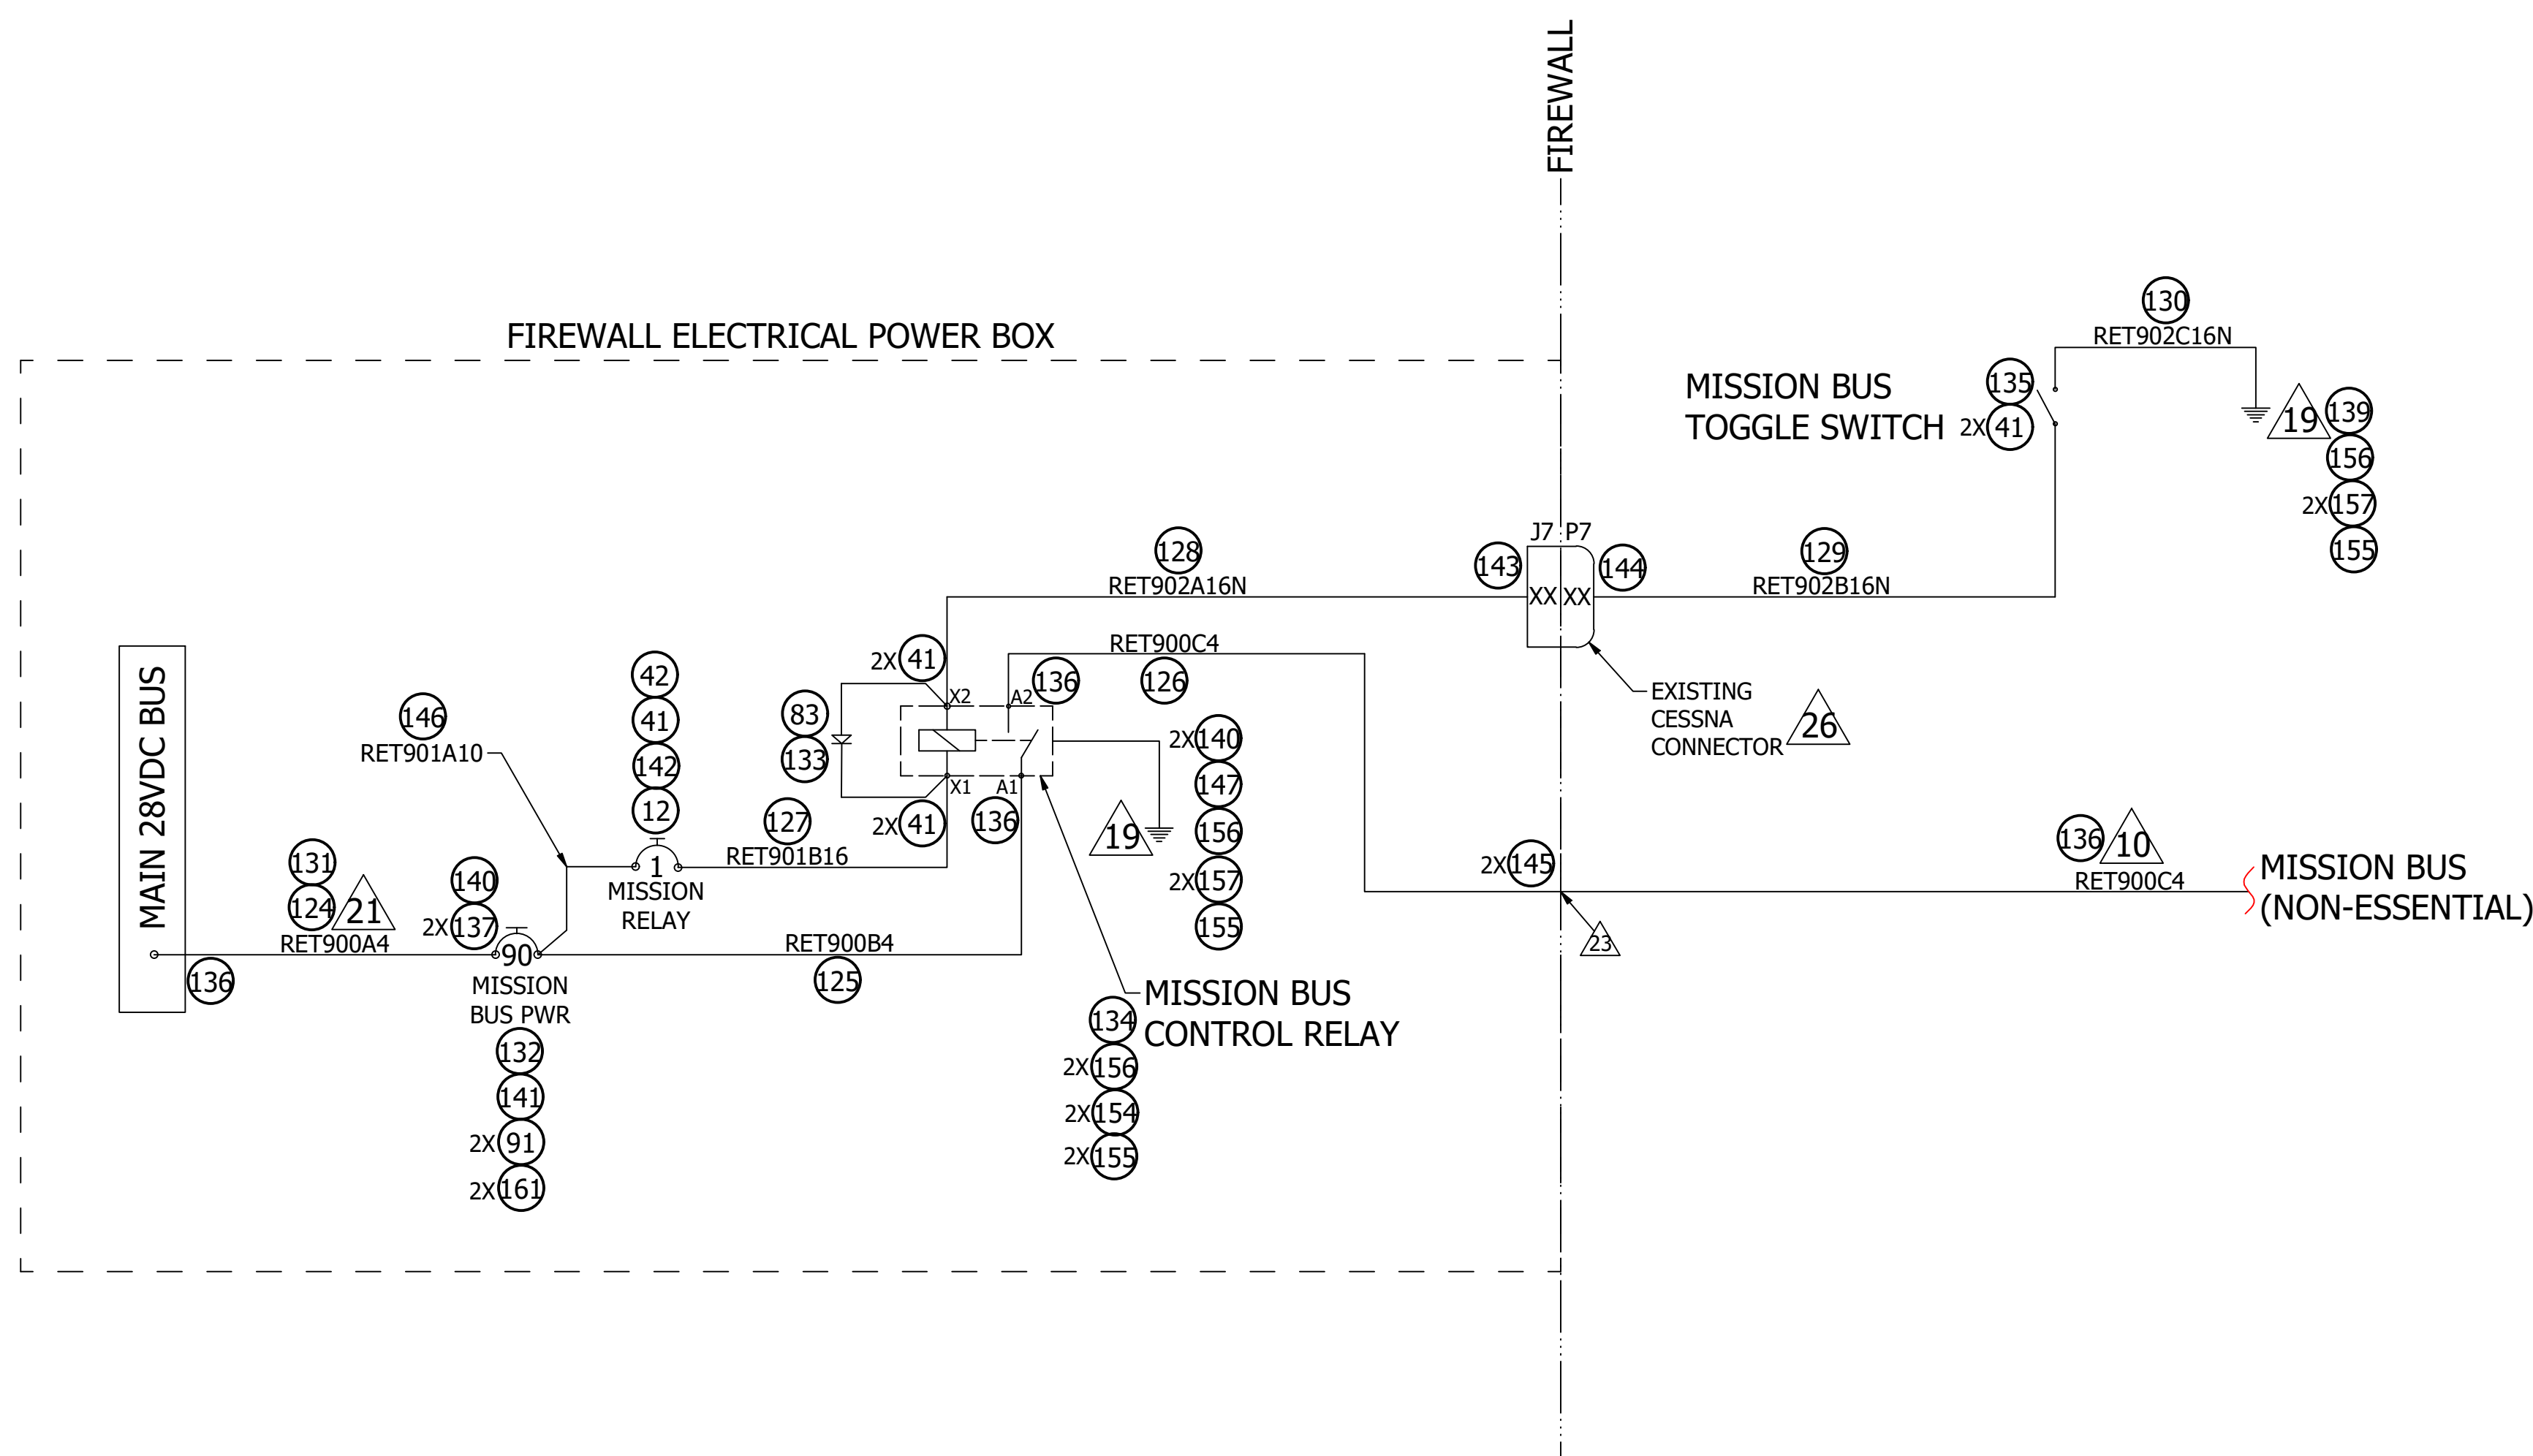 FIREWALL
FIREWALL ELECTRICAL POWER BOX
130
RET902C16N
MISSION BUS
TOGGLE SWITCH
135
2X 41
19
139
156
2X 157
155
J7 P7
143
XX XX
144
128
RET902A16N
129
RET902B16N
EXISTING
CESSNA
CONNECTOR
26
MAIN 28VDC BUS
136
131
124
21
RET900A4
146
RET901A10
140
2X 137
90
MISSION
BUS PWR
132
141
2X 91
2X 161
42
41
142
12
1
MISSION
RELAY
127
RET901B16
RET900B4
125
83
133
2X 41
X2
A2
136
X1
A1
2X 41
136
RET900C4
126
19
2X 140
147
156
2X 157
155
MISSION BUS
CONTROL RELAY
134
2X 156
2X 154
2X 155
2X 145
23
136
10
RET900C4
MISSION BUS
(NON-ESSENTIAL)